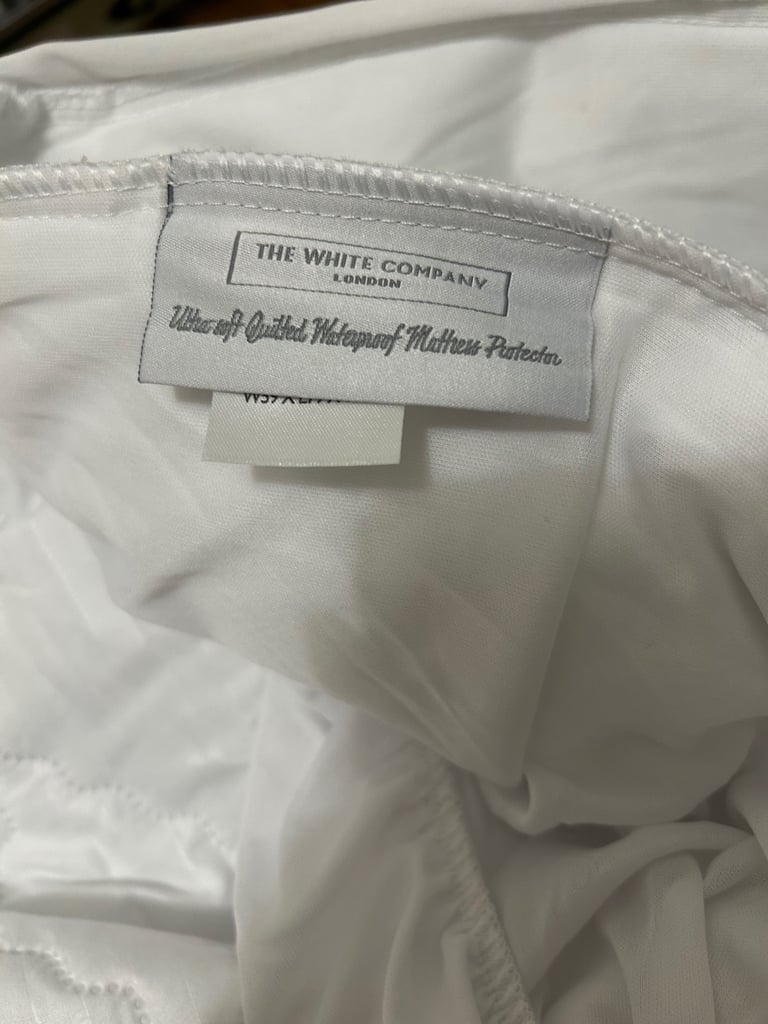 THE WHITE COMPANY
LONDON
Ultra-soft Quilted Waterproof Mattress Protector